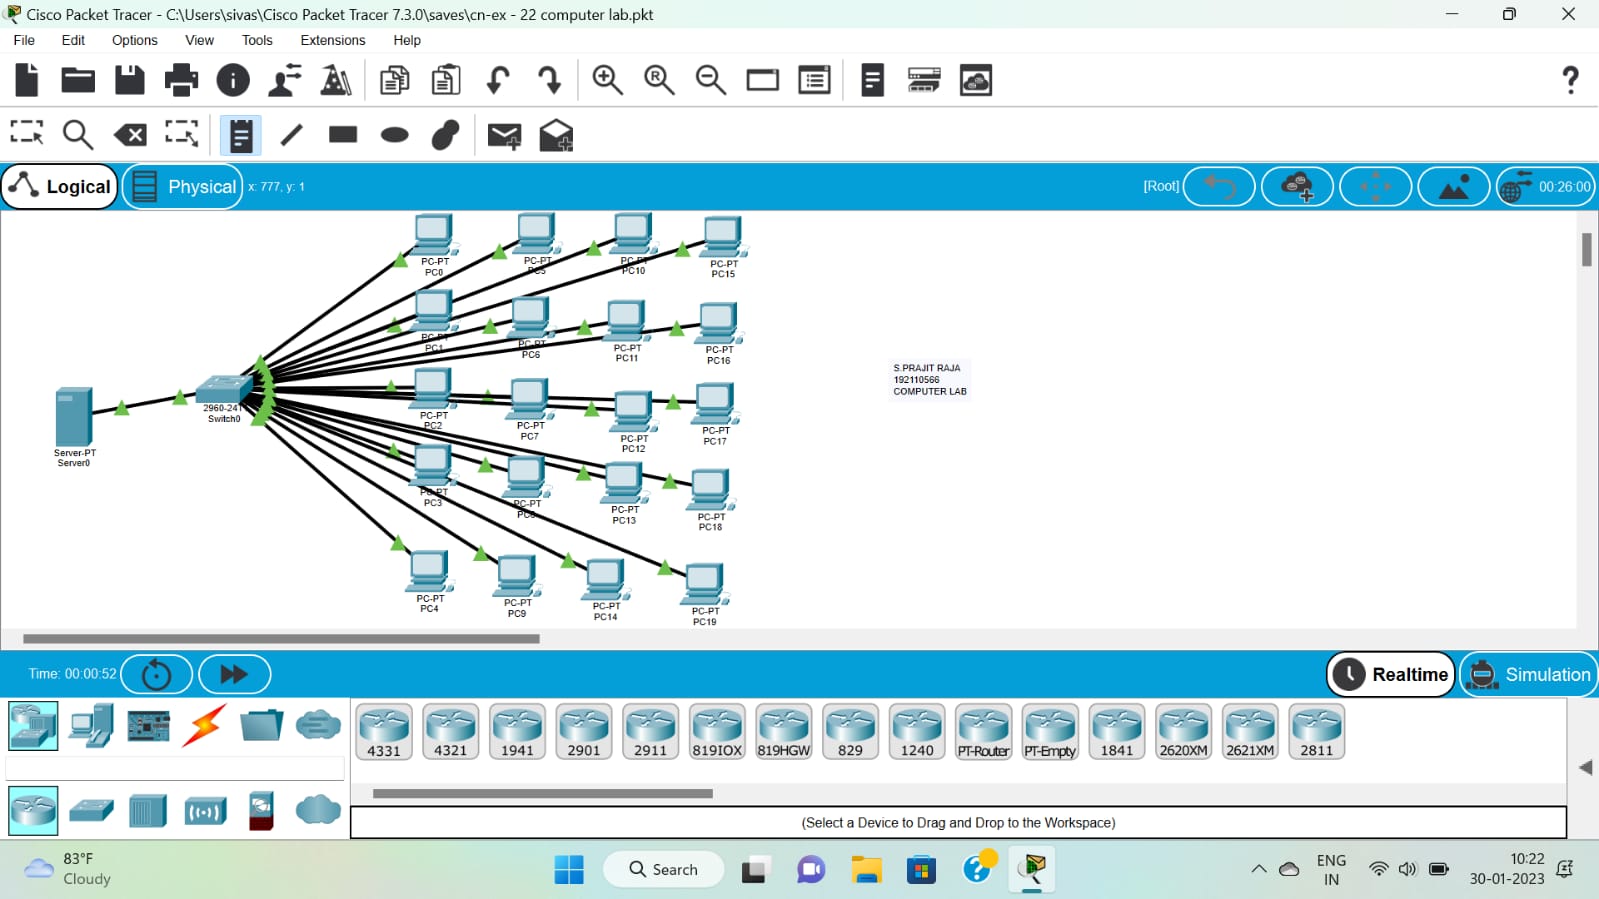 Cisco Packet Tracer - C:\Users\sivas\Cisco Packet Tracer 7.3.0\saves\cn-ex - 22 computer lab.pkt
File Edit Options View Tools Extensions Help
Logical Physical x: 777, y: 1 [Root] 00:26:00
PC-PT
PC0
PC-PT
PC5
PC-PT
PC10
PC-PT
PC15
PC-PT
PC1
PC-PT
PC6
PC-PT
PC11
PC-PT
PC16
S.PRAJIT RAJA
192110566
COMPUTER LAB
2960-24T
Switch0
Server-PT
Server0
PC-PT
PC2
PC-PT
PC7
PC-PT
PC12
PC-PT
PC17
PC-PT
PC3
PC-PT
PC8
PC-PT
PC13
PC-PT
PC18
PC-PT
PC4
PC-PT
PC9
PC-PT
PC14
PC-PT
PC19
Time: 00:00:52 Realtime Simulation
4331 4321 1941 2901 2911 819IOX 819HGW 829 1240 PT-Router PT-Empty 1841 2620XM 2621XM 2811
(Select a Device to Drag and Drop to the Workspace)
83°F
Cloudy
Search
ENG
IN
10:22
30-01-2023